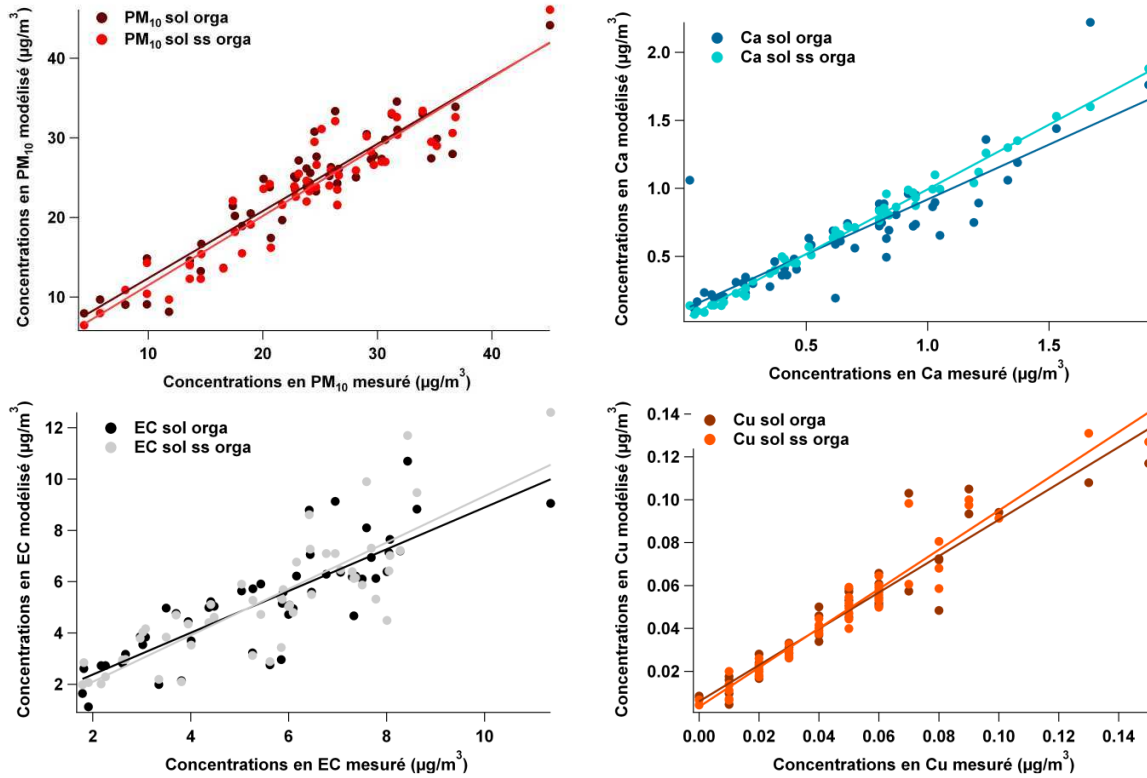 Concentrations en PM₁₀ modélisé (µg/m³)
PM₁₀ sol orga
PM₁₀ sol ss orga
40
30
20
10
10
20
30
40
Concentrations en PM₁₀ mesuré (µg/m³)
Concentrations en Ca modélisé (µg/m³)
Ca sol orga
Ca sol ss orga
2.0
1.5
1.0
0.5
0.5
1.0
1.5
Concentrations en Ca mesuré (µg/m³)
Concentrations en EC modélisé (µg/m³)
EC sol orga
EC sol ss orga
12
10
8
6
4
2
2
4
6
8
10
Concentrations en EC mesuré (µg/m³)
Concentrations en Cu modélisé (µg/m³)
Cu sol orga
Cu sol ss orga
0.14
0.12
0.10
0.08
0.06
0.04
0.02
0.00
0.02
0.04
0.06
0.08
0.10
0.12
0.14
Concentrations en Cu mesuré (µg/m³)